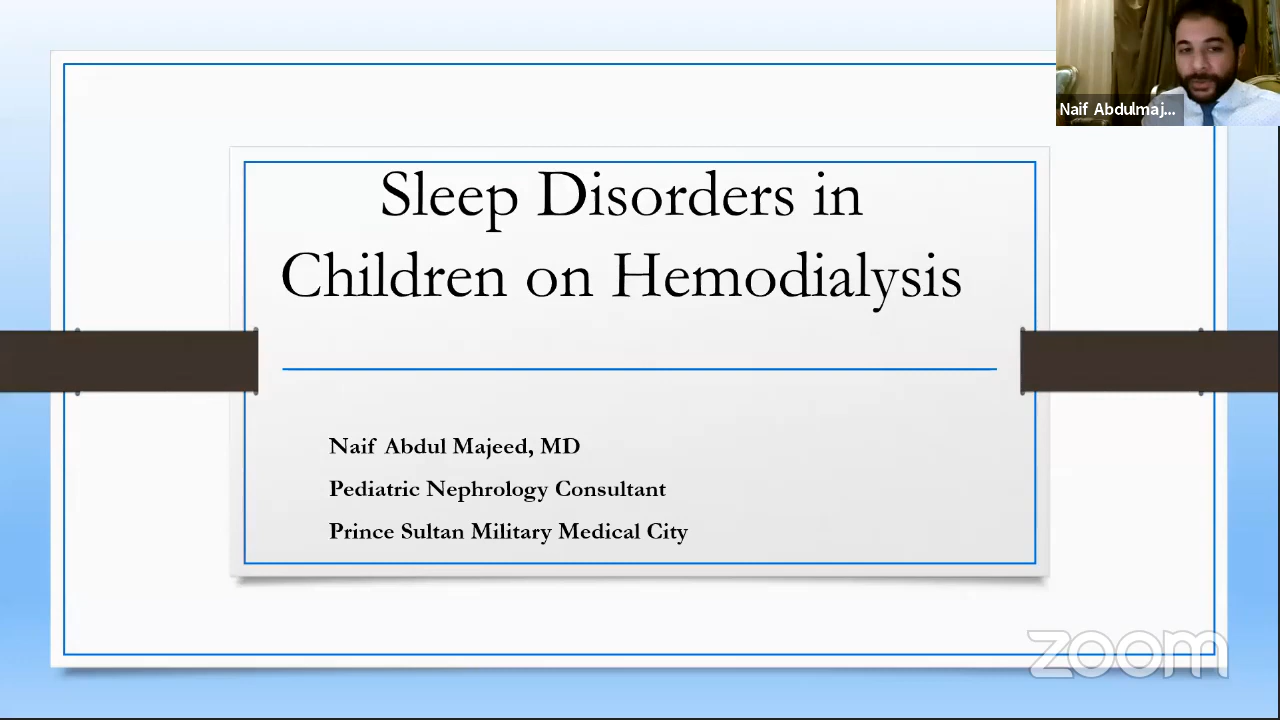 Naif Abdulmaj...
Sleep Disorders in
Children on Hemodialysis
Naif Abdul Majeed, MD
Pediatric Nephrology Consultant
Prince Sultan Military Medical City
zoom